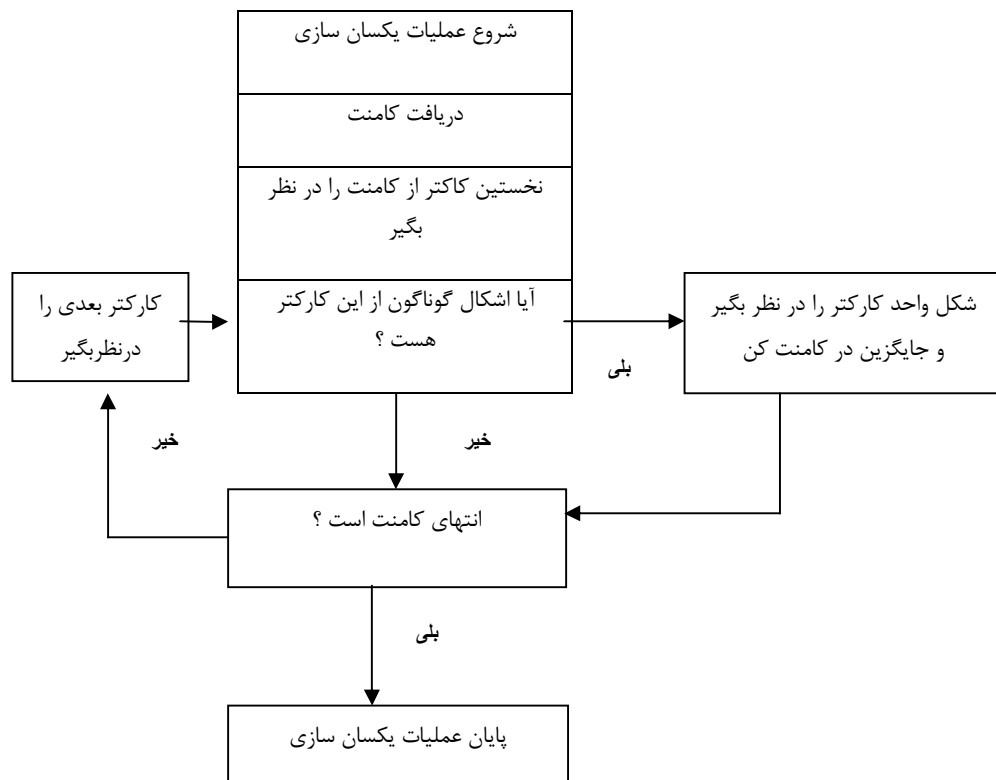 شروع عملیات یکسان سازی
دریافت کامنت
نخستین کاکتر از کامنت را در نظر
بگیر
آیا اشکال گوناگون از این کارکتر
هست ؟
بلی
شکل واحد کارکتر را در نظر بگیر
و جایگزین در کامنت کن
خیر
انتهای کامنت است ؟
خیر
کارکتر بعدی را
درنظربگیر
بلی
پایان عملیات یکسان سازی